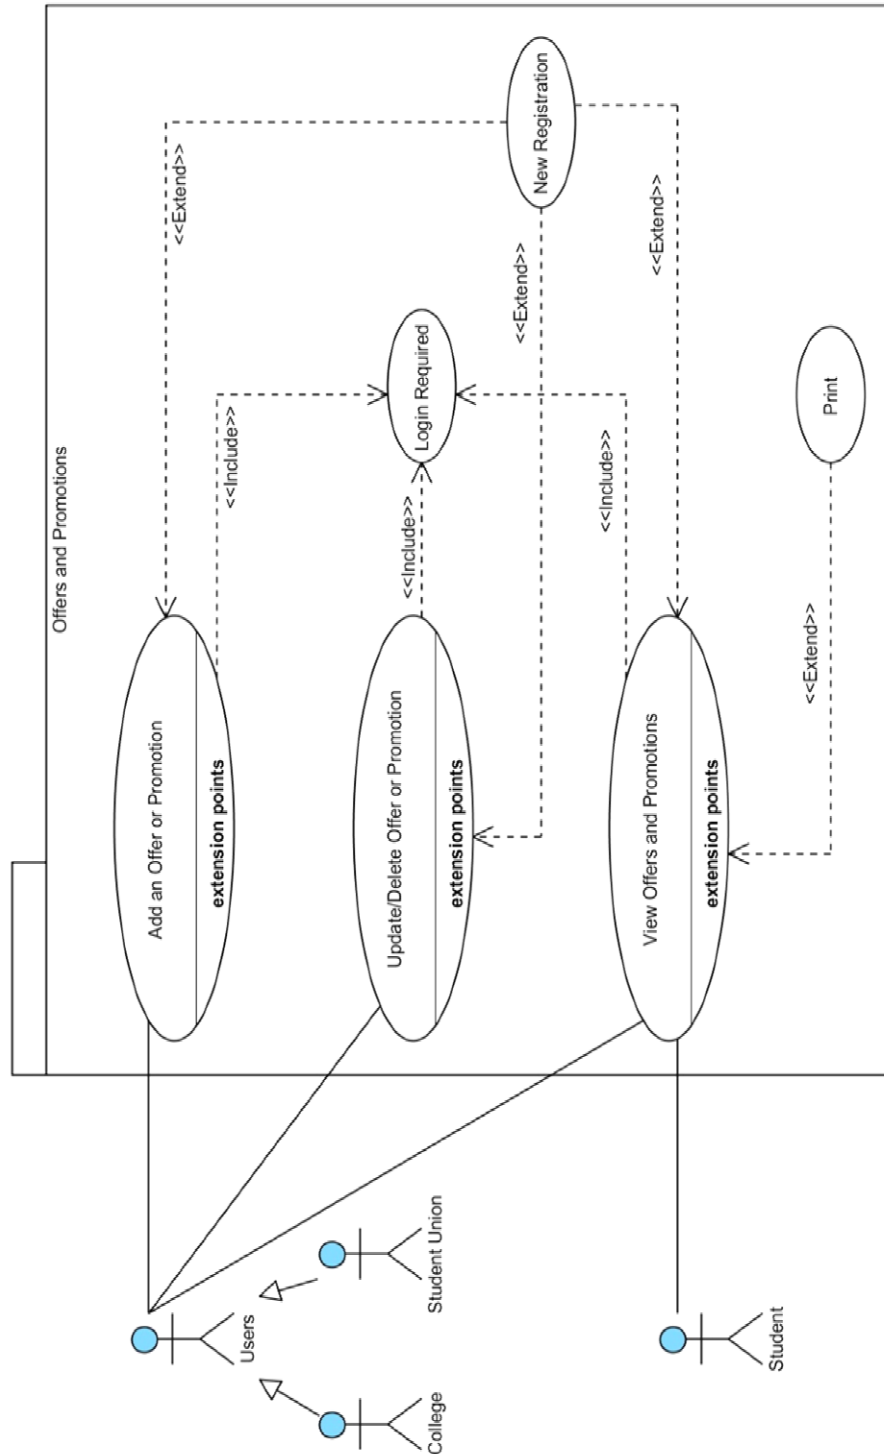 Offers and Promotions
Users
College
Student Union
Student
Add an Offer or Promotion
extension points
<<Extend>>
<<Include>>
Update/Delete Offer or Promotion
extension points
<<Include>>
Login Required
<<Extend>>
New Registration
View Offers and Promotions
extension points
<<Include>>
<<Extend>>
<<Extend>>
Print